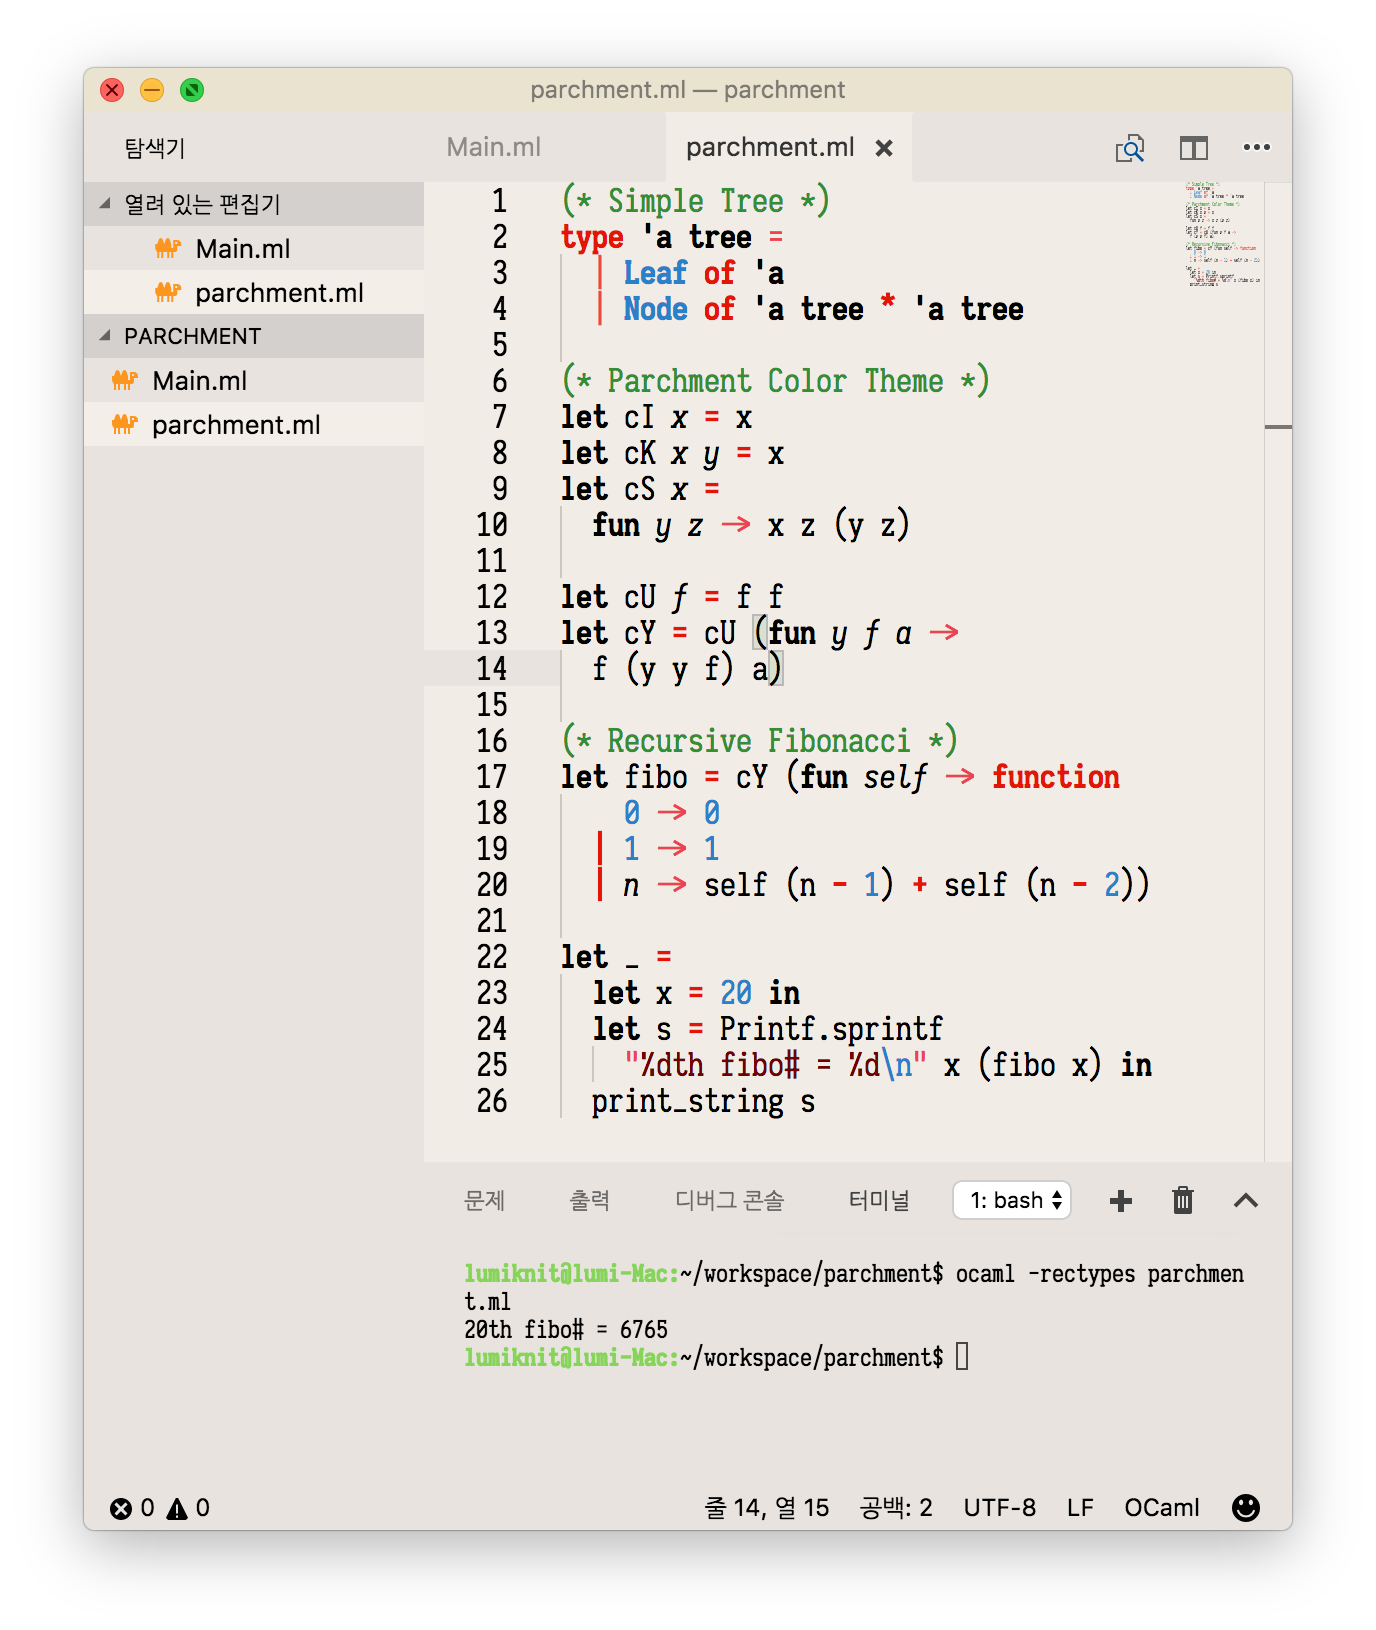 parchment.ml — parchment
탐색기
Main.ml
parchment.ml
열려 있는 편집기
Main.ml
parchment.ml
PARCHMENT
Main.ml
parchment.ml
1 (* Simple Tree *)
2 type 'a tree =
3 | Leaf of 'a
4 | Node of 'a tree * 'a tree
5
6 (* Parchment Color Theme *)
7 let cI x = x
8 let cK x y = x
9 let cS x =
10 fun y z -> x z (y z)
11
12 let cU f = f f
13 let cY = cU (fun y f a ->
14 f (y y f) a)
15
16 (* Recursive Fibonacci *)
17 let fibo = cY (fun self -> function
18 0 -> 0
19 | 1 -> 1
20 | n -> self (n - 1) + self (n - 2))
21
22 let _ =
23 let x = 20 in
24 let s = Printf.sprintf
25 "%dth fibo# = %d\n" x (fibo x) in
26 print_string s
문제 출력 디버그 콘솔 터미널 1: bash
lumiknit@lumi-Mac:~/workspace/parchment$ ocaml -rectypes parchmen
t.ml
20th fibo# = 6765
lumiknit@lumi-Mac:~/workspace/parchment$
0 0 줄 14, 열 15 공백: 2 UTF-8 LF OCaml